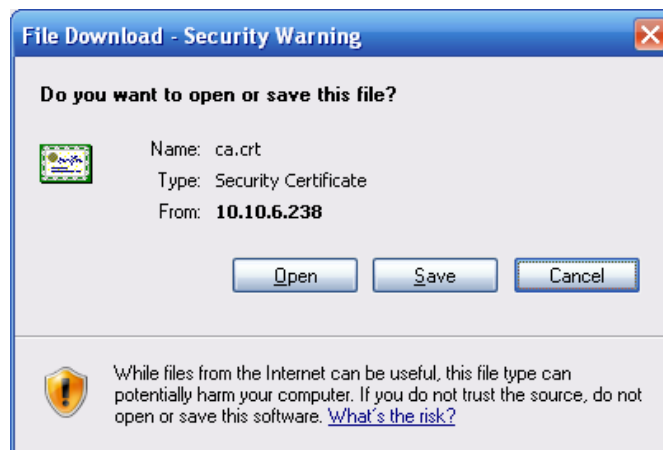 File Download - Security Warning
Do you want to open or save this file?
Name: ca.crt
Type: Security Certificate
From: 10.10.6.238
Open Save Cancel
While files from the Internet can be useful, this file type can
potentially harm your computer. If you do not trust the source, do not
open or save this software. What's the risk?